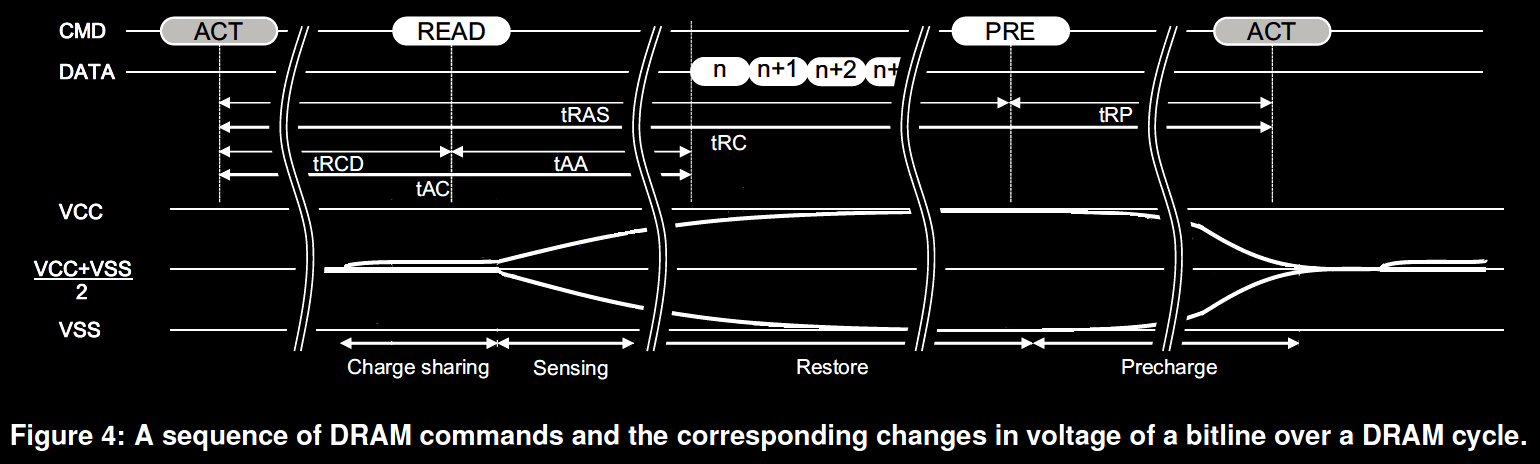 CMD ACT READ PRE ACT
DATA n n+1 n+2 n+
tRAS tRP
tRC
tRCD tAA
tAC
VCC
VCC+VSS
2
VSS
Charge sharing Sensing Restore Precharge
Figure 4: A sequence of DRAM commands and the corresponding changes in voltage of a bitline over a DRAM cycle.